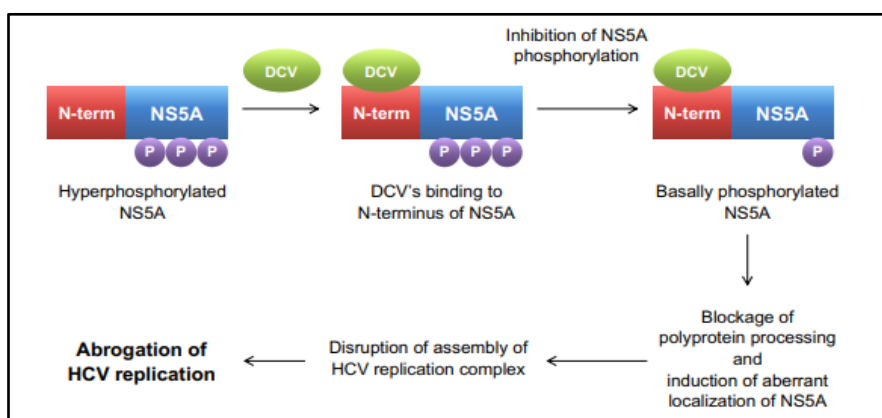 Inhibition of NS5A
phosphorylation
DCV
DCV
DCV
N-term
NS5A
N-term
NS5A
N-term
NS5A
P
P
P
P
P
P
P
Hyperphosphorylated
NS5A
DCV's binding to
N-terminus of NS5A
Basally phosphorylated
NS5A
Blockage of
polyprotein processing
and
induction of aberrant
localization of NS5A
Disruption of assembly of
HCV replication complex
Abrogation of
HCV replication